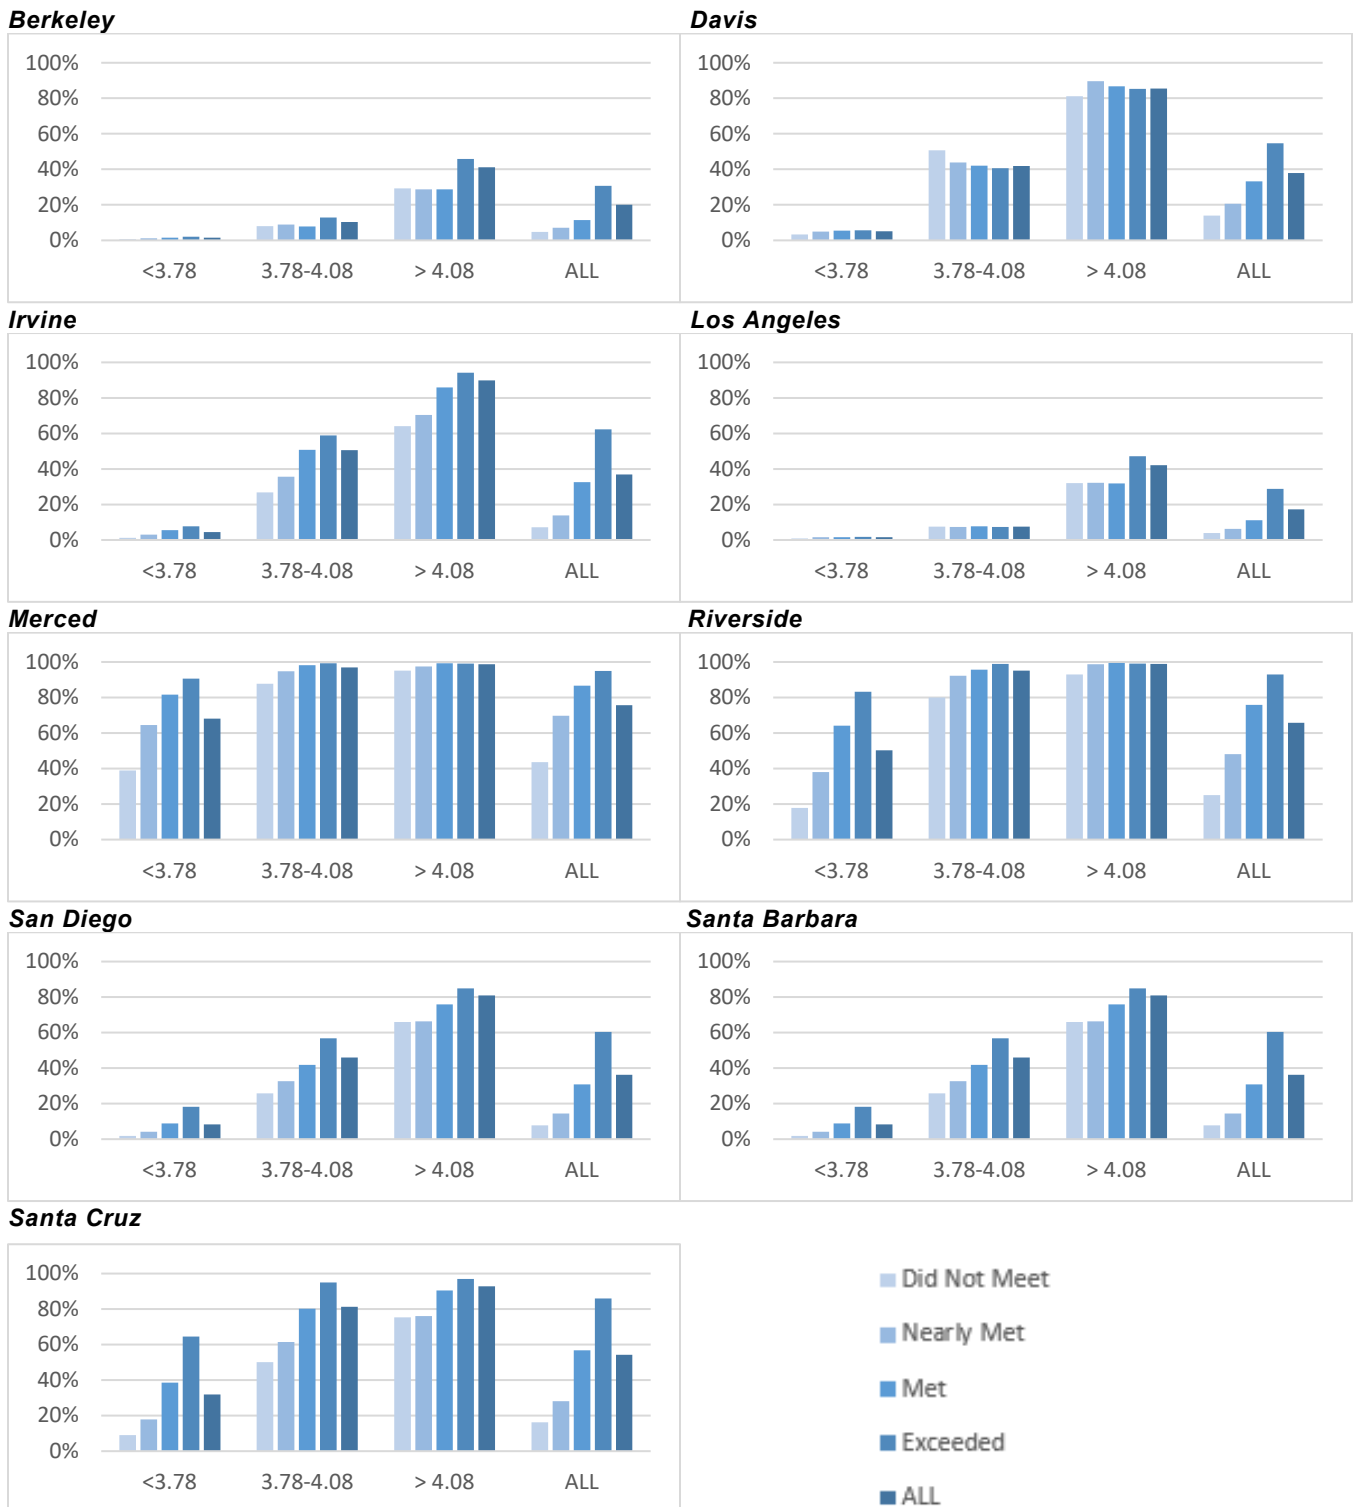 Berkeley
100%
80%
60%
40%
20%
0%
<3.78 3.78-4.08 > 4.08 ALL
Davis
100%
80%
60%
40%
20%
0%
<3.78 3.78-4.08 > 4.08 ALL
Irvine
100%
80%
60%
40%
20%
0%
<3.78 3.78-4.08 > 4.08 ALL
Los Angeles
100%
80%
60%
40%
20%
0%
<3.78 3.78-4.08 > 4.08 ALL
Merced
100%
80%
60%
40%
20%
0%
<3.78 3.78-4.08 > 4.08 ALL
Riverside
100%
80%
60%
40%
20%
0%
<3.78 3.78-4.08 > 4.08 ALL
San Diego
100%
80%
60%
40%
20%
0%
<3.78 3.78-4.08 > 4.08 ALL
Santa Barbara
100%
80%
60%
40%
20%
0%
<3.78 3.78-4.08 > 4.08 ALL
Santa Cruz
100%
80%
60%
40%
20%
0%
<3.78 3.78-4.08 > 4.08 ALL
Did Not Meet
Nearly Met
Met
Exceeded
ALL